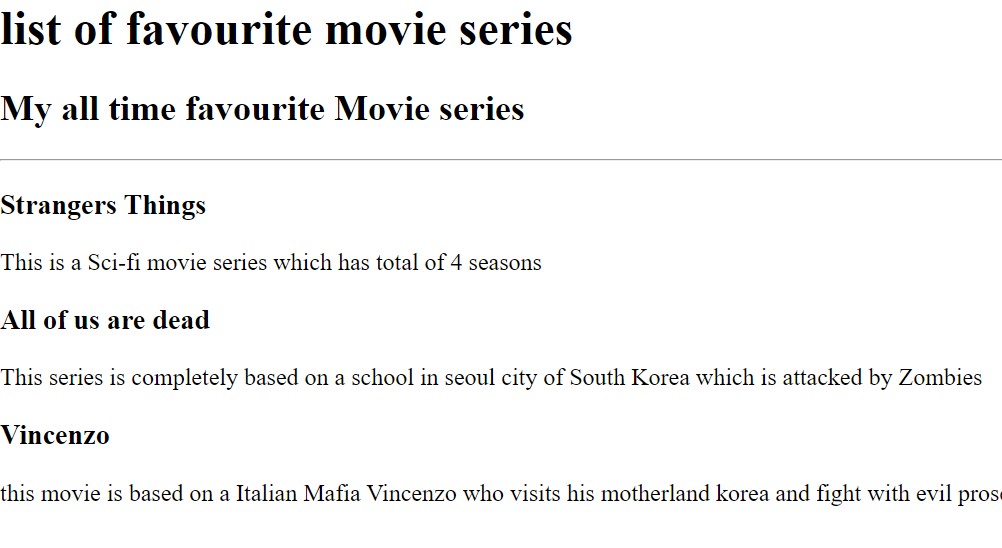 list of favourite movie series
My all time favourite Movie series
Strangers Things
This is a Sci-fi movie series which has total of 4 seasons
All of us are dead
This series is completely based on a school in seoul city of South Korea which is attacked by Zombies
Vincenzo
this movie is based on a Italian Mafia Vincenzo who visits his motherland korea and fight with evil